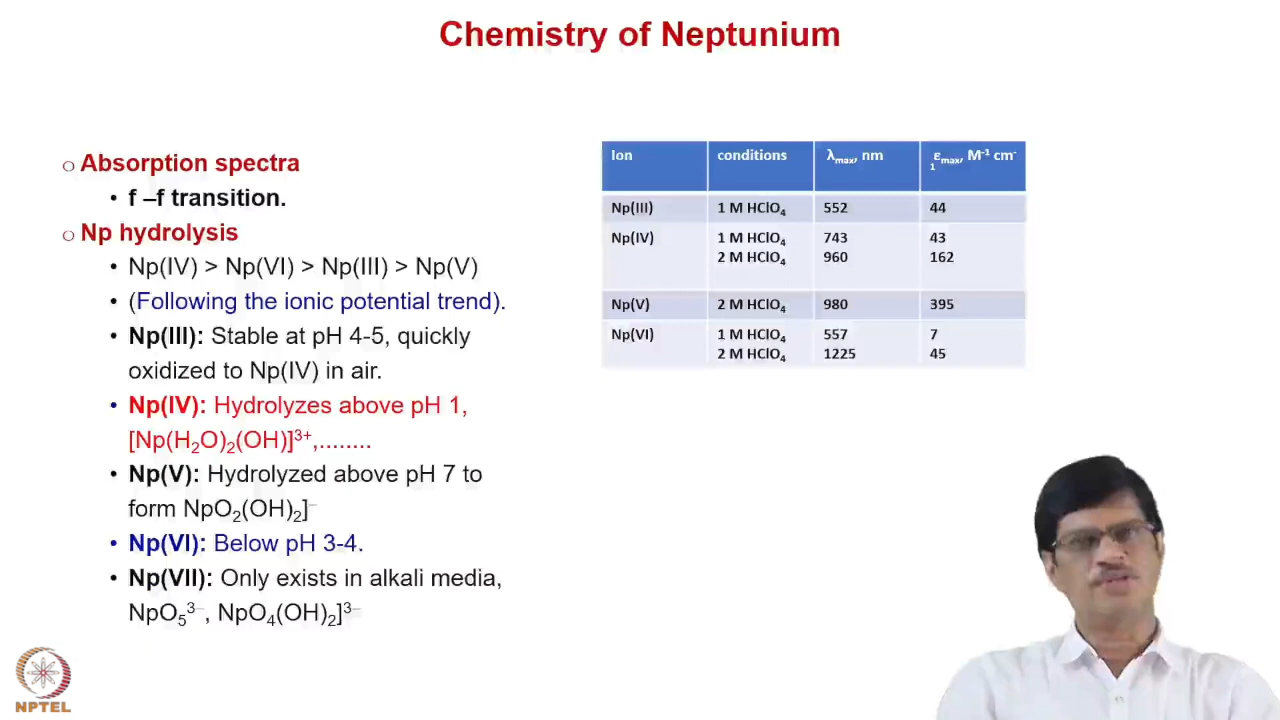 Chemistry of Neptunium
○ Absorption spectra
• f –f transition.
○ Np hydrolysis
• Np(IV) > Np(VI) > Np(III) > Np(V)
• (Following the ionic potential trend).
• Np(III): Stable at pH 4-5, quickly
oxidized to Np(IV) in air.
• Np(IV): Hydrolyzes above pH 1,
[Np(H₂O)₂(OH)]³⁺,........
• Np(V): Hydrolyzed above pH 7 to
form NpO₂(OH)₂]⁻
• Np(VI): Below pH 3-4.
• Np(VII): Only exists in alkali media,
NpO₅³⁻, NpO₄(OH)₂]³⁻
Ion conditions λmax, nm εmax, M⁻¹ cm⁻
1
Np(III) 1 M HClO₄ 552 44
Np(IV) 1 M HClO₄ 743 43
2 M HClO₄ 960 162
Np(V) 2 M HClO₄ 980 395
Np(VI) 1 M HClO₄ 557 7
2 M HClO₄ 1225 45
NPTEL